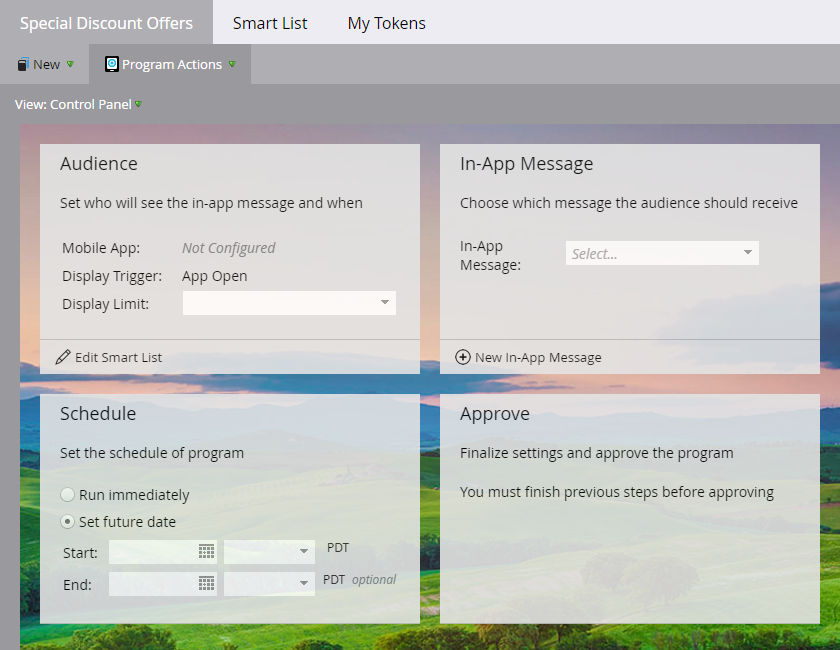 Special Discount Offers
Smart List
My Tokens
New
Program Actions
View: Control Panel
Audience
Set who will see the in-app message and when
Mobile App: Not Configured
Display Trigger: App Open
Display Limit:
Edit Smart List
In-App Message
Choose which message the audience should receive
In-App
Message:
Select...
New In-App Message
Schedule
Set the schedule of program
Run immediately
Set future date
Start: PDT
End: PDT optional
Approve
Finalize settings and approve the program
You must finish previous steps before approving